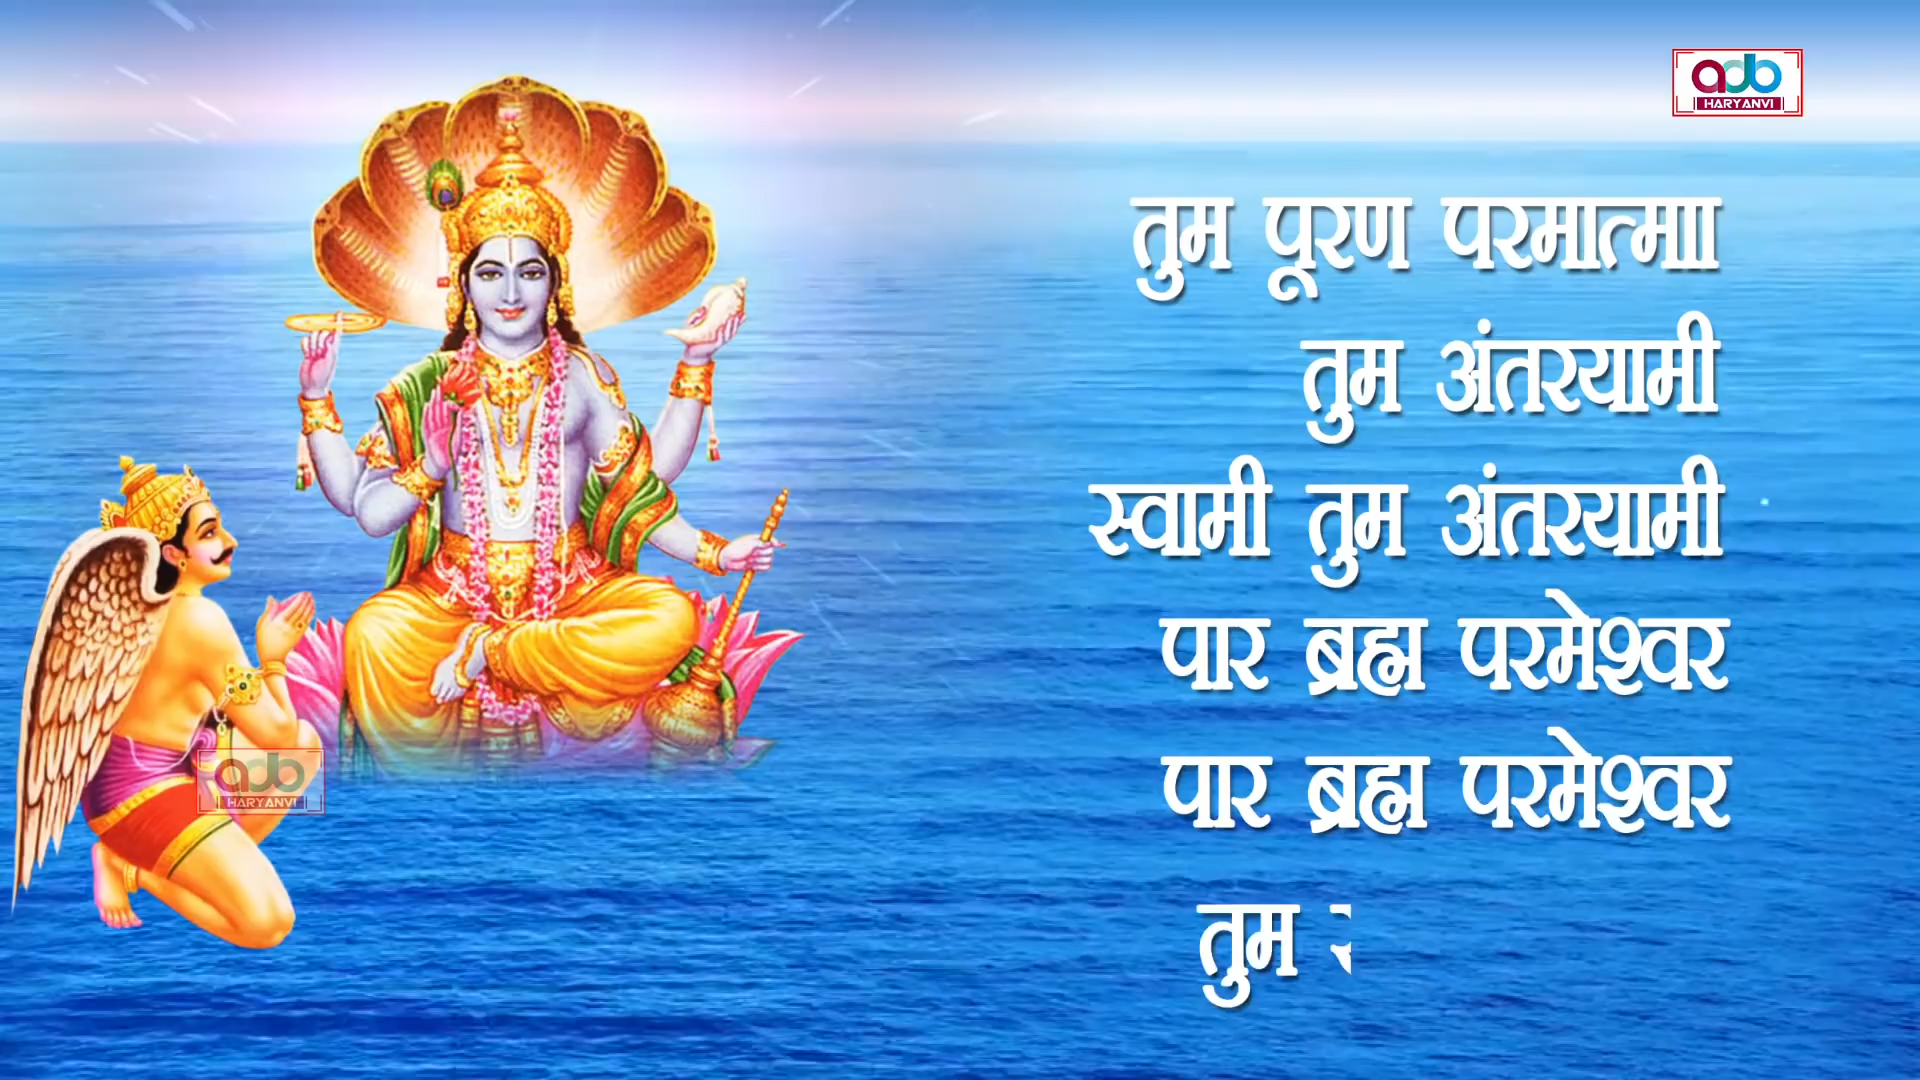 adb
HARYANVI
तुम पूरण परमात्माा
तुम अंतरयामी
स्वामी तुम अंतरयामी
पार ब्रह्म परमेश्वर
पार ब्रह्म परमेश्वर
तुम
adb
HARYANVI